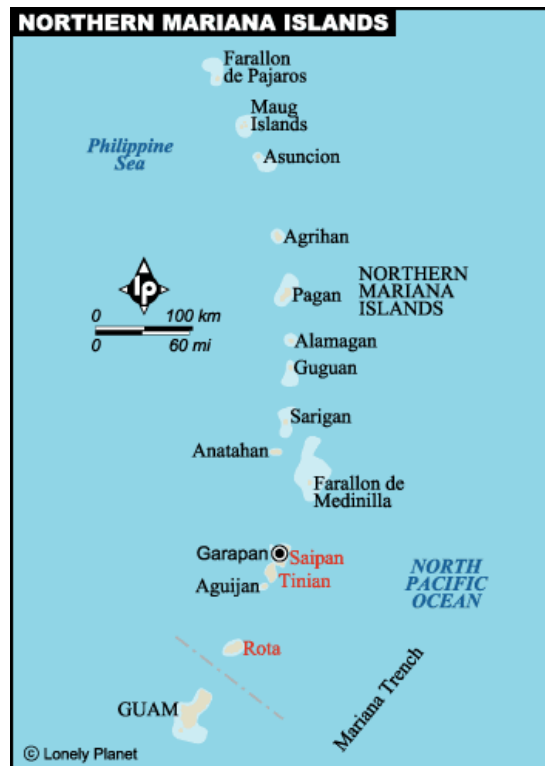 NORTHERN MARIANA ISLANDS
Farallon
de Pajaros
Maug
Islands
Philippine
Sea
Asuncion
Agrihan
lp
NORTHERN
MARIANA
ISLANDS
Pagan
0 100 km
0 60 mi
Alamagan
Guguan
Sarigan
Anatahan
Farallon de
Medinilla
Garapan
Saipan
Tinian
Aguijan
NORTH
PACIFIC
OCEAN
Rota
Mariana Trench
GUAM
© Lonely Planet